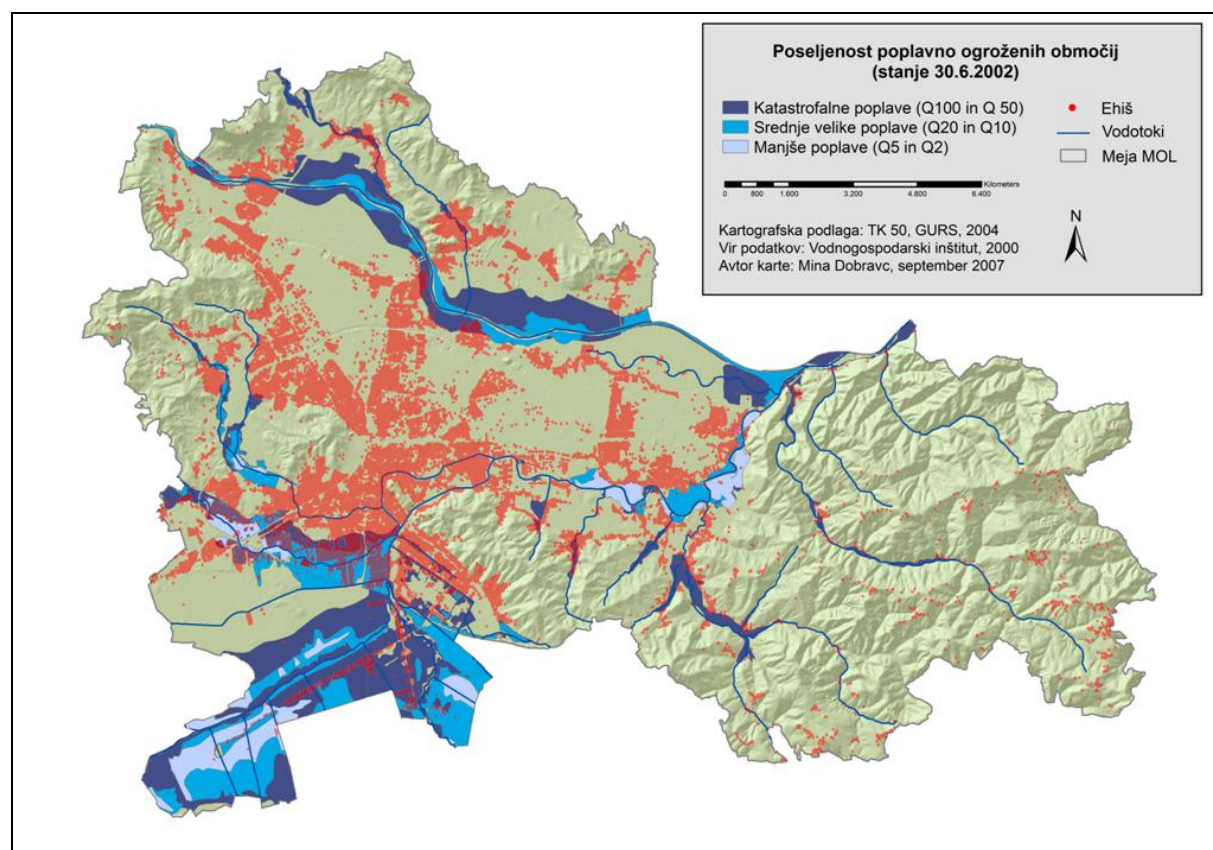 Poseljenost poplavno ogroženih območij
(stanje 30.6.2002)
Katastrofalne poplave (Q100 in Q 50)
Srednje velike poplave (Q20 in Q10)
Manjše poplave (Q5 in Q2)
Ehiš
Vodotoki
Meja MOL
Kilometers
0 800 1.600 3.200 4.800 6.400
Kartografska podlaga: TK 50, GURS, 2004
Vir podatkov: Vodnogospodarski inštitut, 2000
Avtor karte: Mina Dobravc, september 2007
N